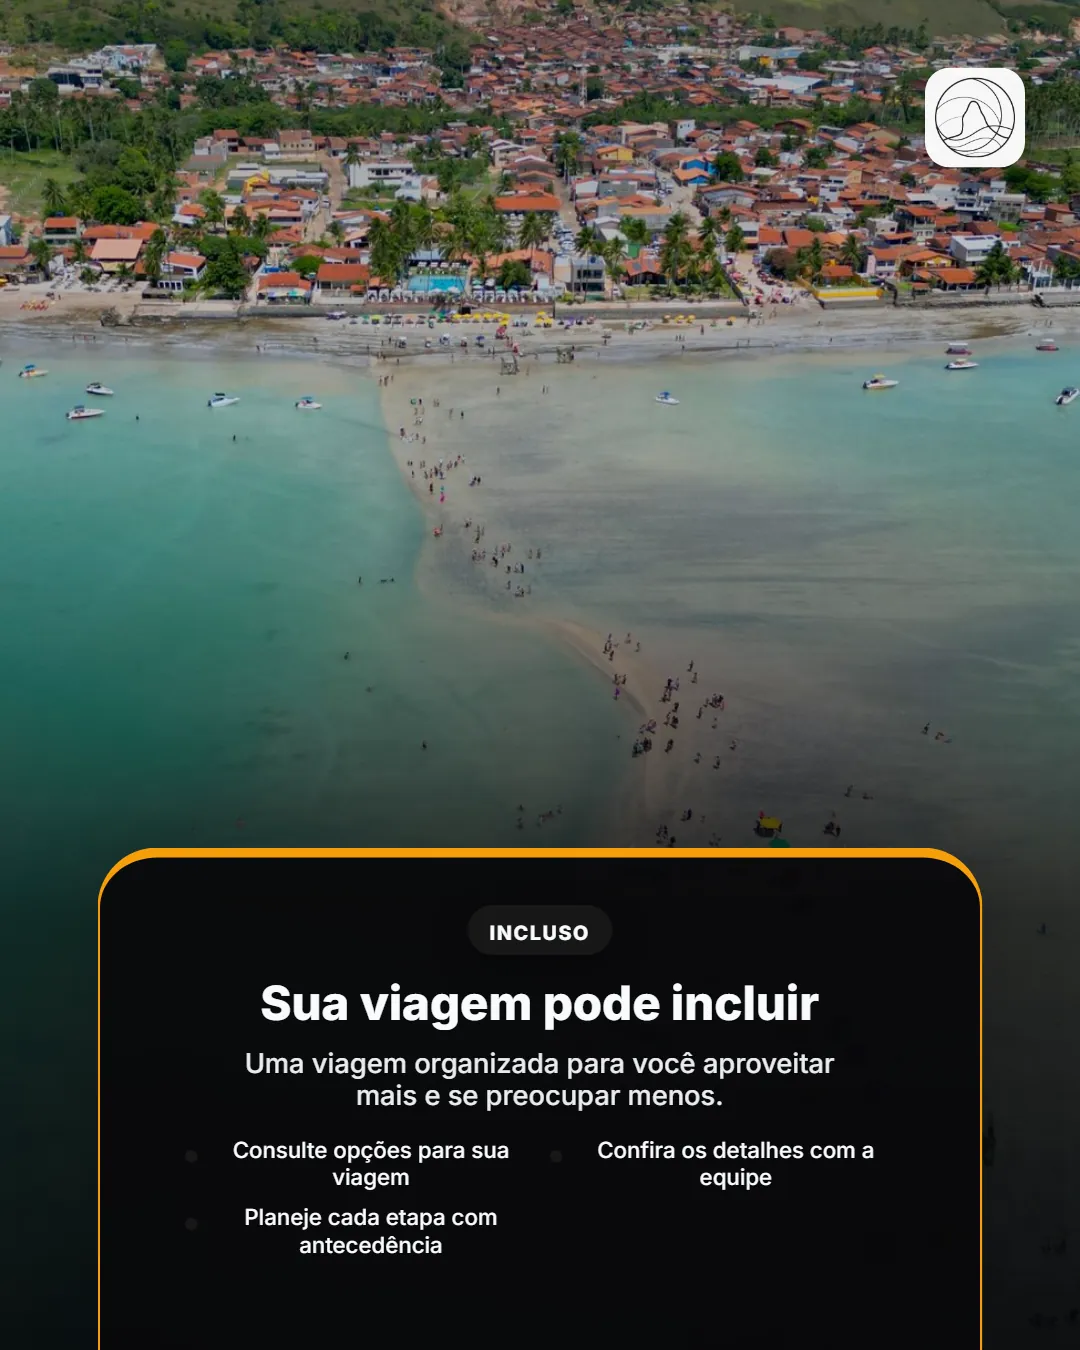 INCLUSO
Sua viagem pode incluir
Uma viagem organizada para você aproveitar
mais e se preocupar menos.
Consulte opções para sua
viagem
Confira os detalhes com a
equipe
Planeje cada etapa com
antecedência